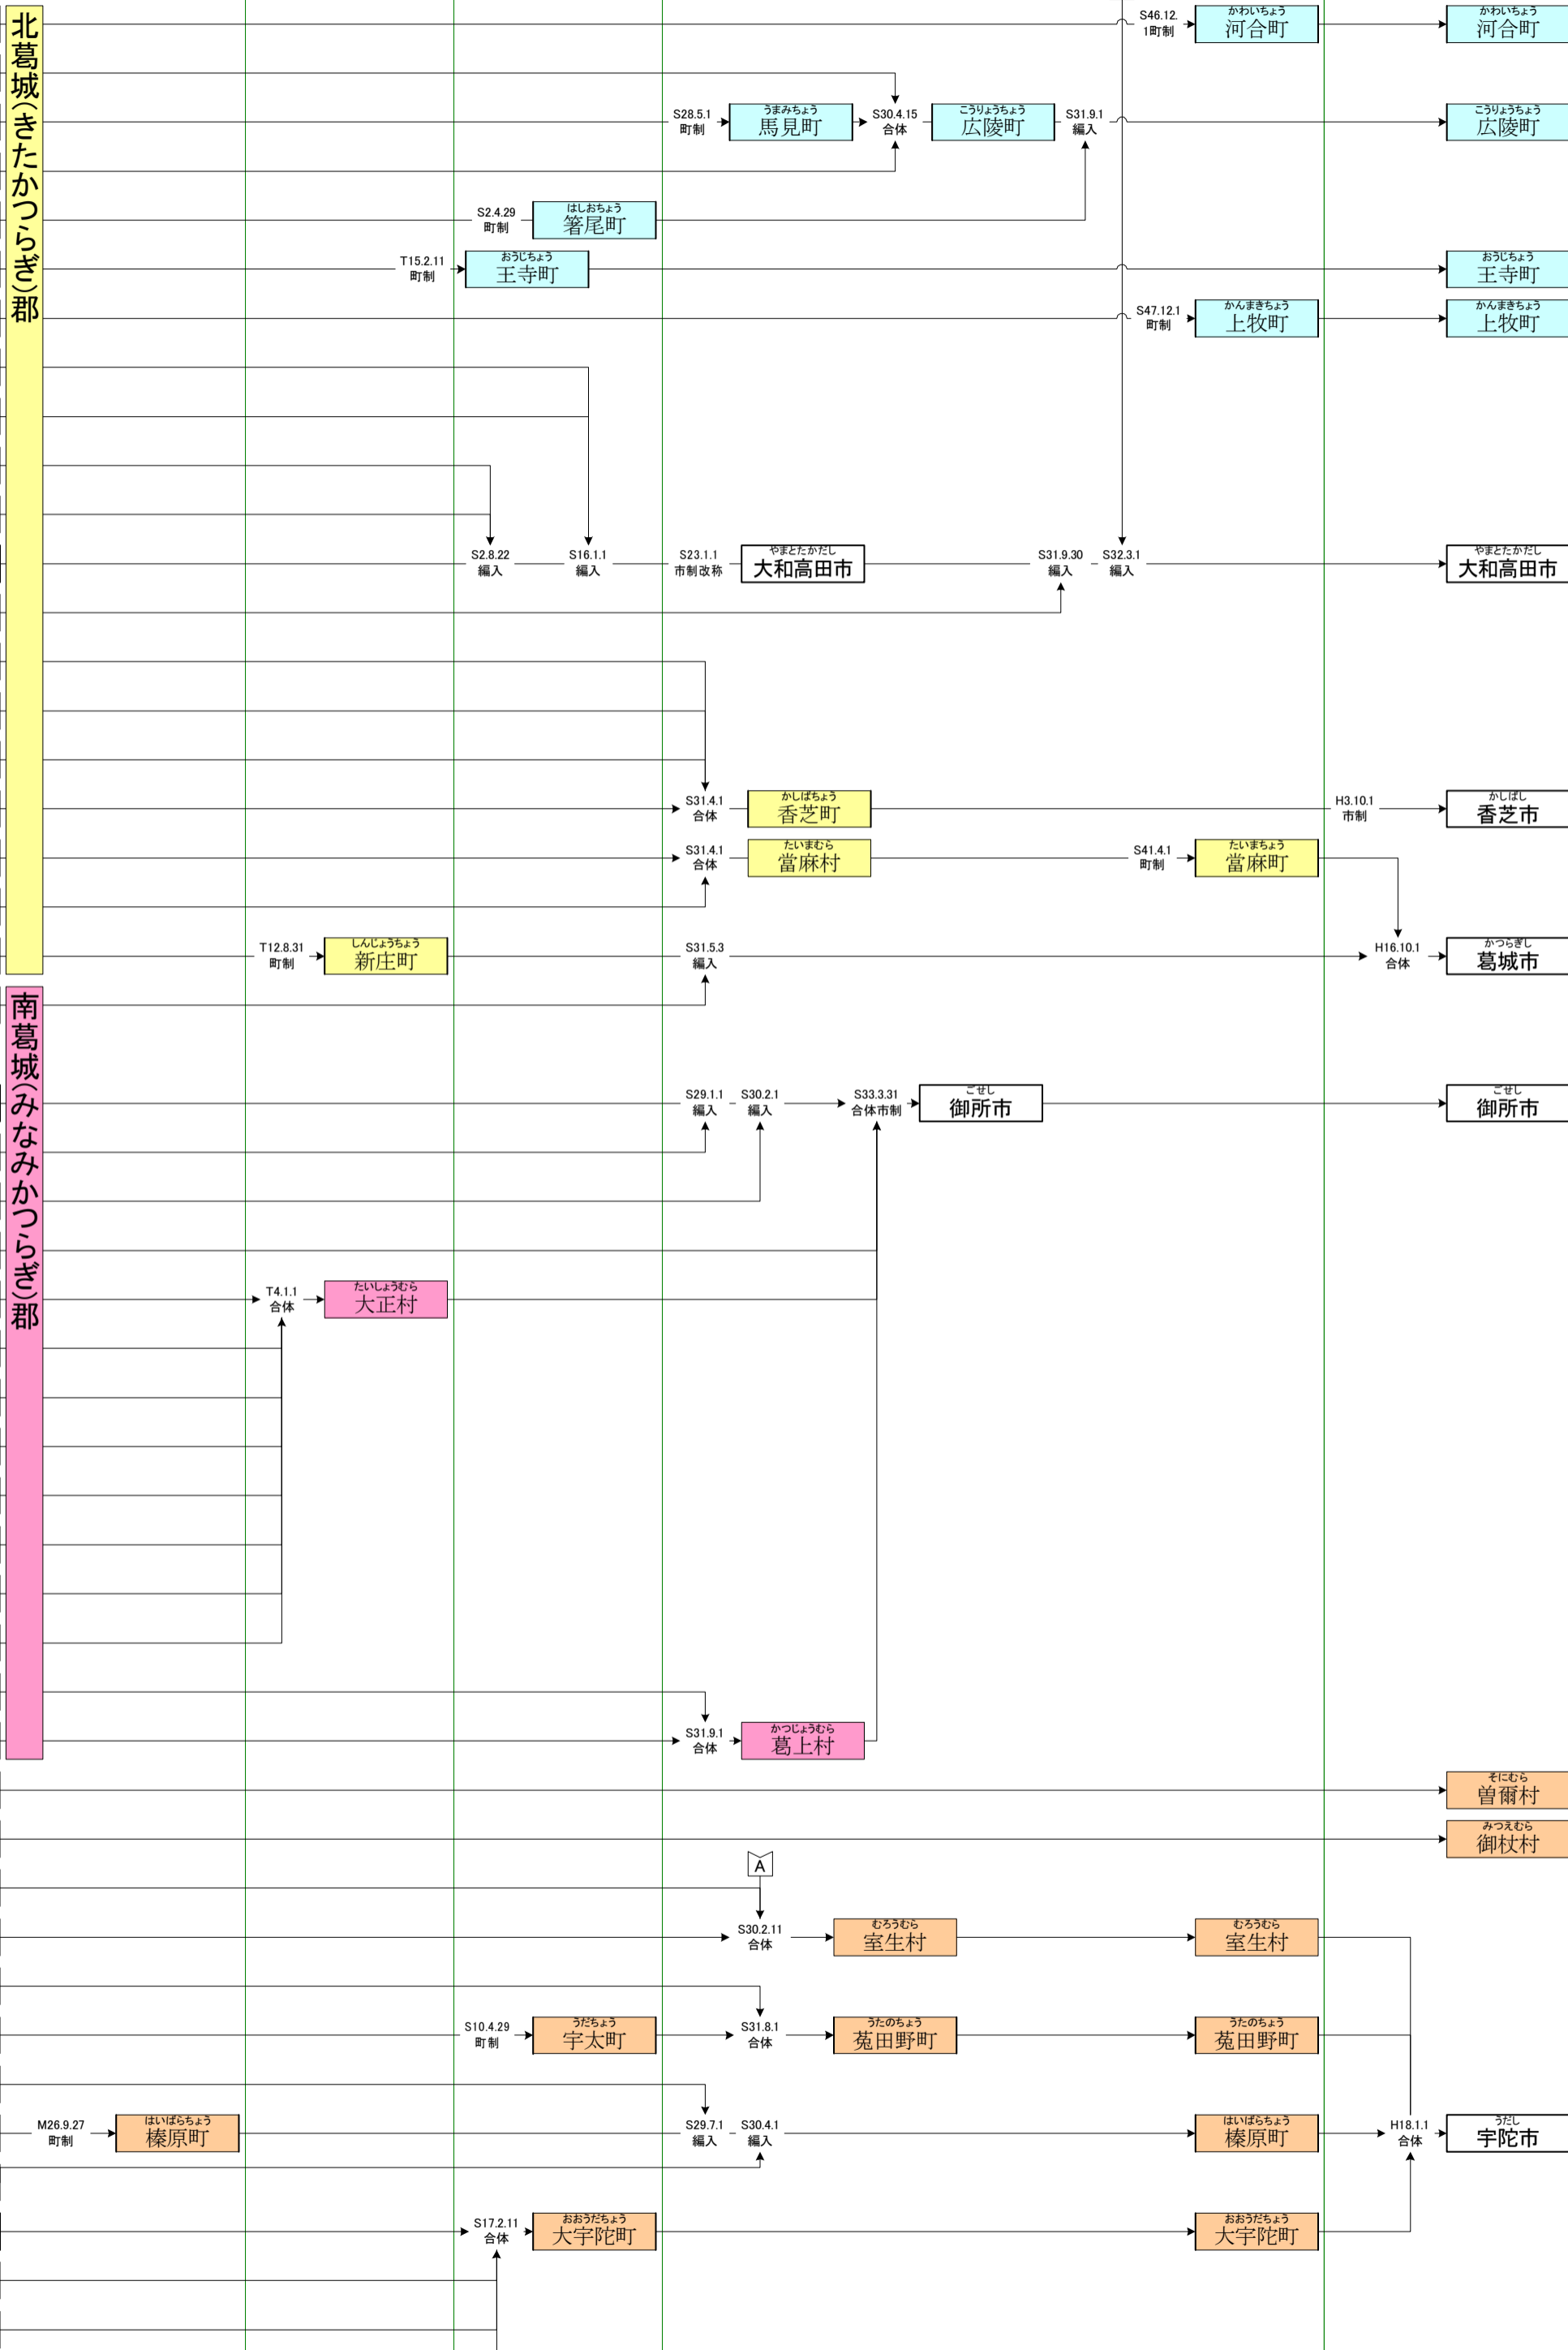 北葛城(きたかつらぎ)郡
S46.12.
1町制
かわいちょう
河合町
かわいちょう
河合町
S28.5.1
町制
うまみちょう
馬見町
S30.4.15
合体
こうりょうちょう
広陵町
S31.9.1
編入
こうりょうちょう
広陵町
S2.4.29
町制
はしおちょう
箸尾町
T15.2.11
町制
おうじちょう
王寺町
おうじちょう
王寺町
S47.12.1
町制
かんまきちょう
上牧町
かんまきちょう
上牧町
S2.8.22
編入
S16.1.1
編入
S23.1.1
市制改称
やまとたかだし
大和高田市
S31.9.30
編入
S32.3.1
編入
やまとたかだし
大和高田市
S31.4.1
合体
かしばちょう
香芝町
H3.10.1
市制
かしばし
香芝市
S31.4.1
合体
たいまむら
當麻村
S41.4.1
町制
たいまちょう
當麻町
T12.8.31
町制
しんじょうちょう
新庄町
S31.5.3
編入
H16.10.1
合体
かつらぎし
葛城市
南葛城(みなみかつらぎ)郡
S29.1.1
編入
S30.2.1
編入
S33.3.31
合体市制
ごせし
御所市
ごせし
御所市
T4.1.1
合体
たいしょうむら
大正村
S31.9.1
合体
かつじょうむら
葛上村
そにむら
曽爾村
みつえむら
御杖村
A
S30.2.11
合体
むろうむら
室生村
むろうむら
室生村
S10.4.29
町制
うだちょう
宇太町
S31.8.1
合体
うたのちょう
菟田野町
うたのちょう
菟田野町
M26.9.27
町制
はいばらちょう
榛原町
S29.7.1
編入
S30.4.1
編入
はいばらちょう
榛原町
H18.1.1
合体
うだし
宇陀市
S17.2.11
合体
おおうだちょう
大宇陀町
おおうだちょう
大宇陀町